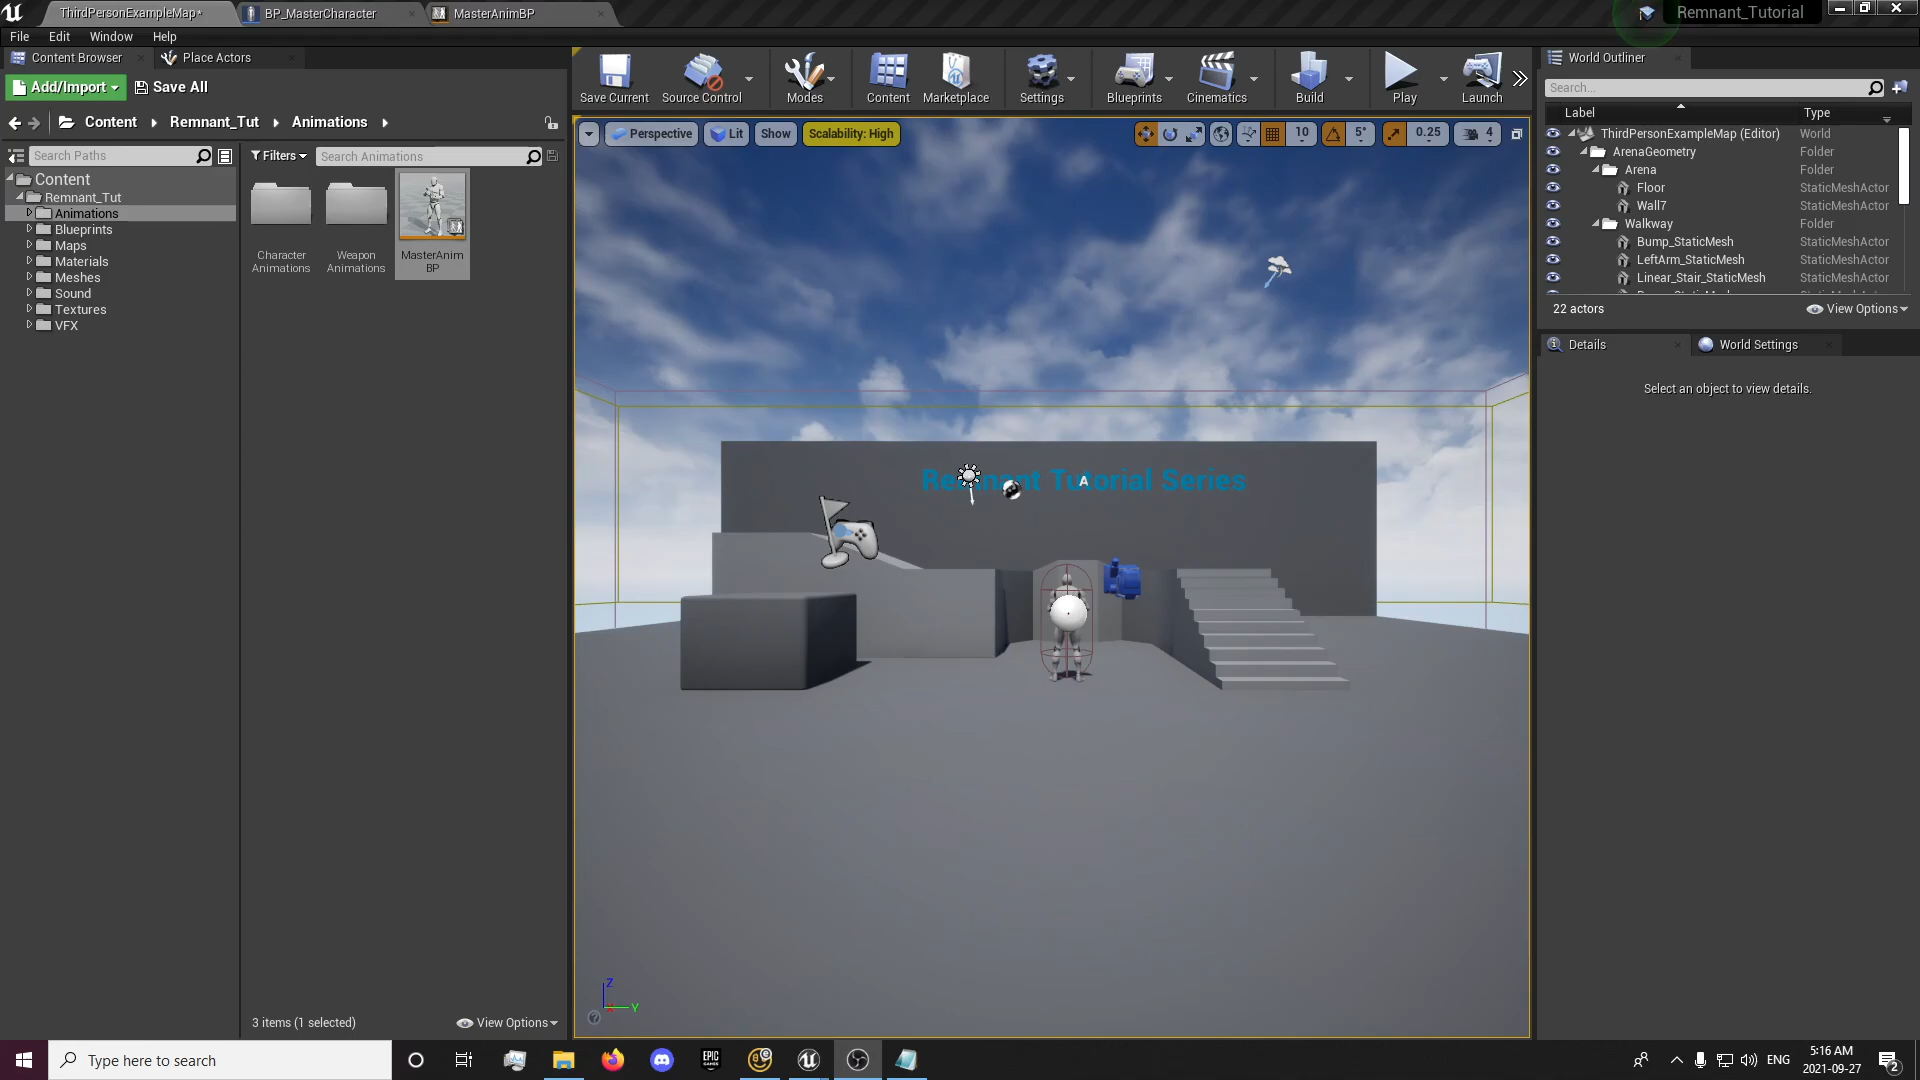 ThirdPersonExampleMap*
BP_MasterCharacter
MasterAnimBP
Remnant_Tutorial
File Edit Window Help
Content Browser
Place Actors
World Outliner
Add/Import
Save All
Save Current
Source Control
Modes
Content
Marketplace
Settings
Blueprints
Cinematics
Build
Play
Launch
Search...
Label
Type
Content
Remnant_Tut
Animations
Search Paths
Filters
Search Animations
Content
Remnant_Tut
Animations
Blueprints
Maps
Materials
Meshes
Sound
Textures
VFX
Character
Animations
Weapon
Animations
MasterAnim
BP
Perspective
Lit
Show
Scalability: High
10
5°
0.25
4
ThirdPersonExampleMap (Editor) World
ArenaGeometry Folder
Arena Folder
Floor StaticMeshActor
Wall7 StaticMeshActor
Walkway Folder
Bump_StaticMesh StaticMeshActor
LeftArm_StaticMesh StaticMeshActor
Linear_Stair_StaticMesh StaticMeshActor
22 actors
View Options
Details
World Settings
Select an object to view details.
Remnant Tutorial Series
A
Z
X
Y
3 items (1 selected)
View Options
Type here to search
EPIC
GAMES
ENG
5:16 AM
2021-09-27
2